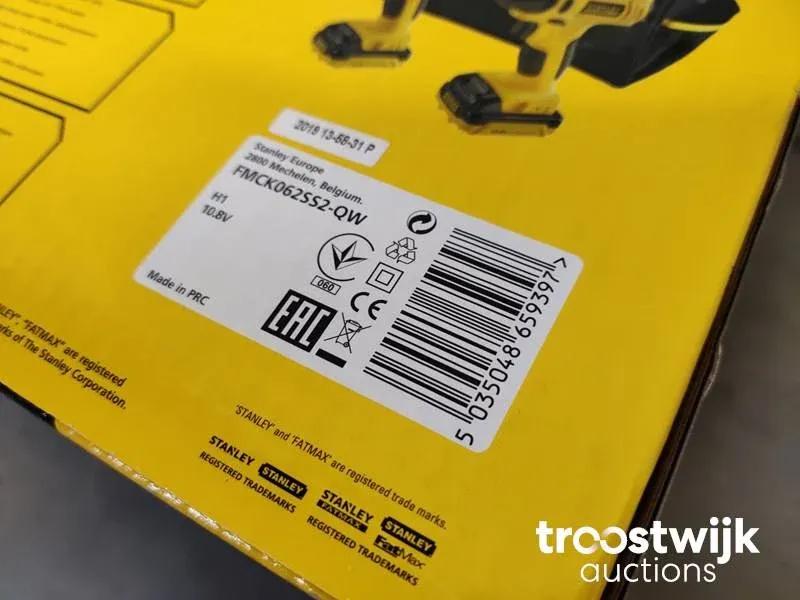 2019 13-68-31 P
Stanley Europe
2800 Mechelen, Belgium.
FMCK062SS2-QW
H1
10.8V
060
CE
EAC
Made in PRC
5 035048 659397 >
"FATMAX" are registered
of The Stanley Corporation.
'STANLEY' and 'FATMAX' are registered trade marks.
STANLEY STANLEY
REGISTERED TRADEMARKS
STANLEY FATMAX STANLEY FatMax
REGISTERED TRADEMARKS
troostwijk
auctions